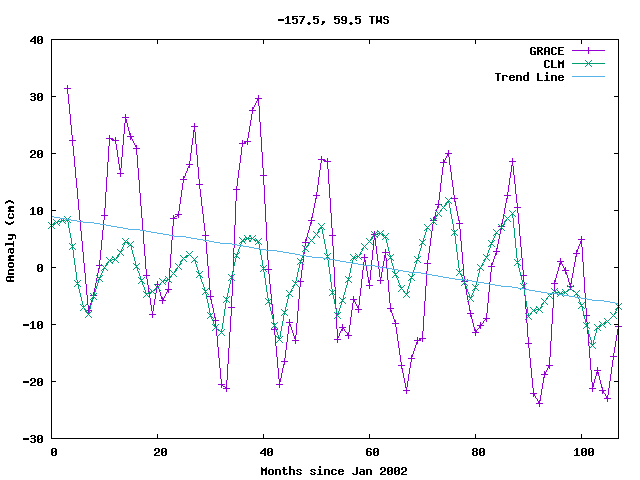 -157.5, 59.5 TWS
GRACE
CLM
Trend Line
40
30
20
10
0
-10
-20
-30
Anomaly (cm)
0 20 40 60 80 100
Months since Jan 2002